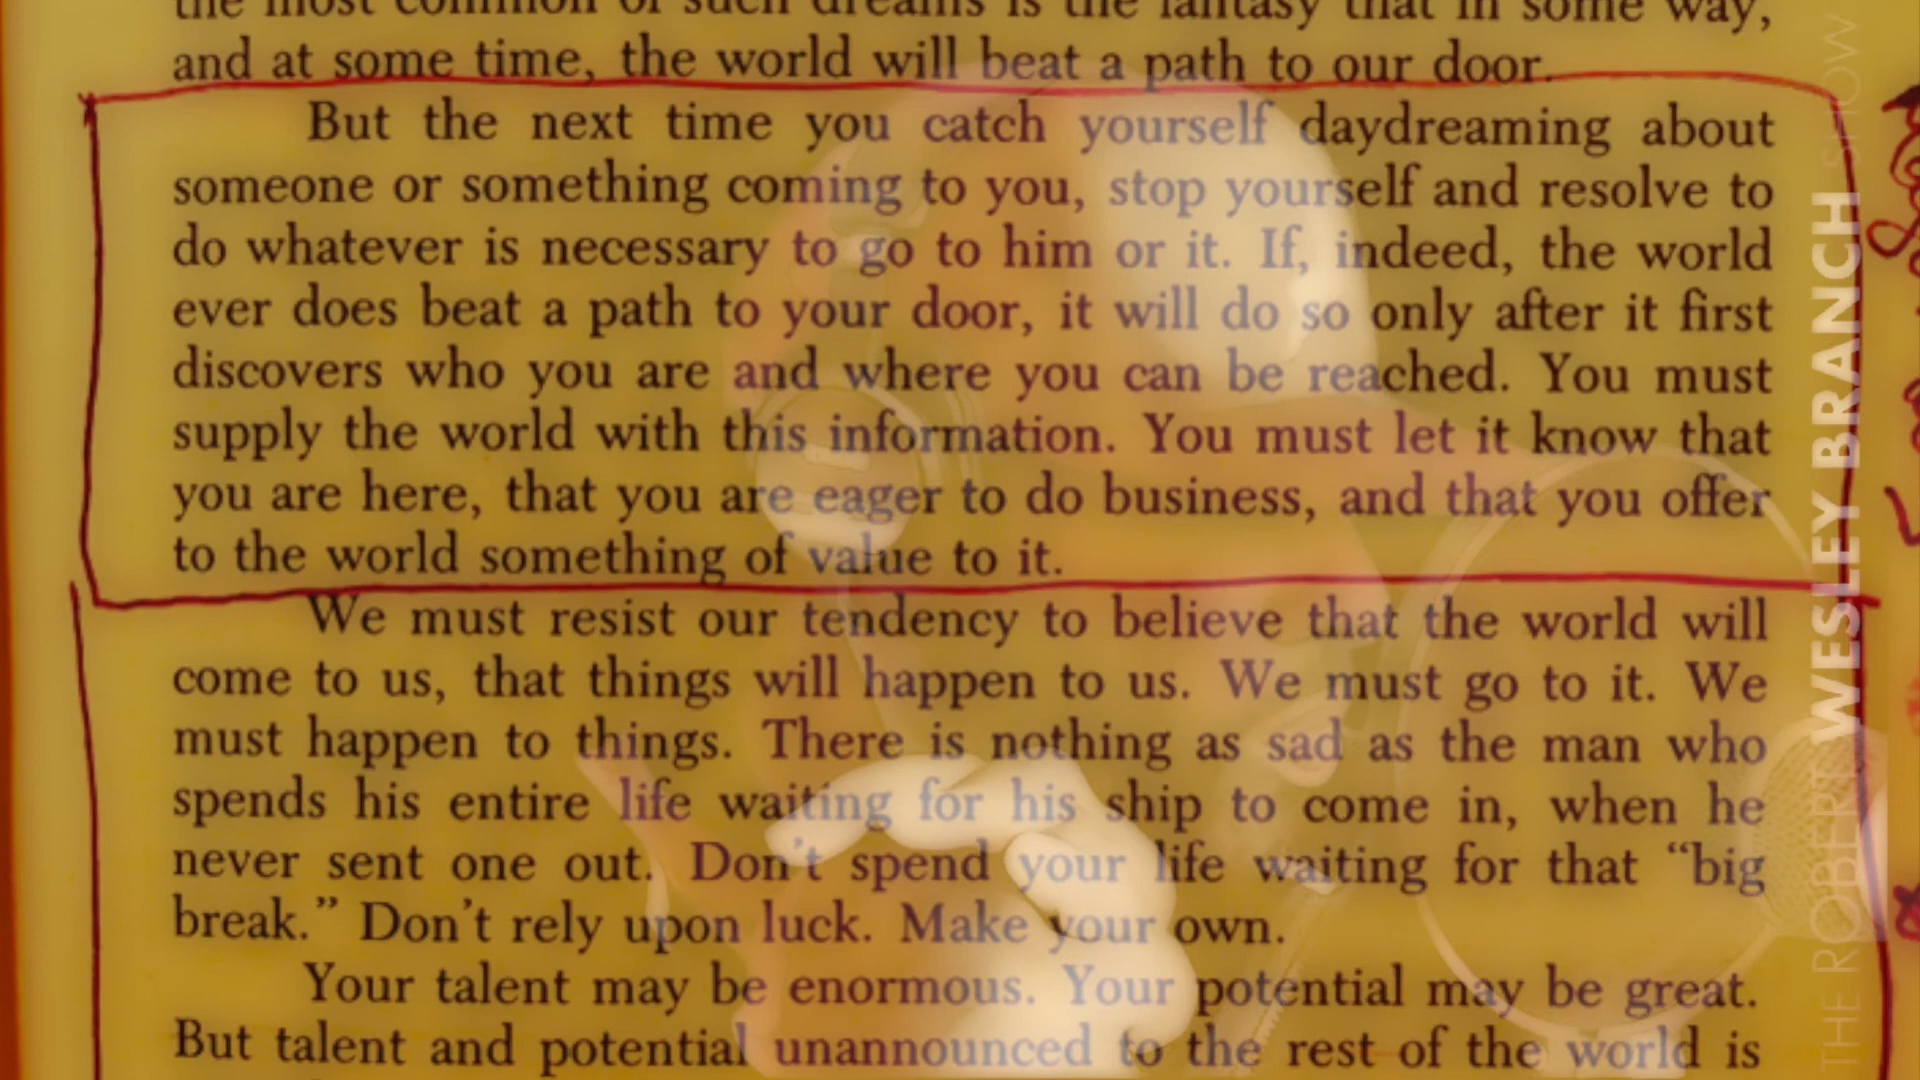 the most common of such dreams is the fantasy that in some way,
and at some time, the world will beat a path to our door.
But the next time you catch yourself daydreaming about
someone or something coming to you, stop yourself and resolve to
do whatever is necessary to go to him or it. If, indeed, the world
ever does beat a path to your door, it will do so only after it first
discovers who you are and where you can be reached. You must
supply the world with this information. You must let it know that
you are here, that you are eager to do business, and that you offer
to the world something of value to it.
We must resist our tendency to believe that the world will
come to us, that things will happen to us. We must go to it. We
must happen to things. There is nothing as sad as the man who
spends his entire life waiting for his ship to come in, when he
never sent one out. Don't spend your life waiting for that “big
break.” Don't rely upon luck. Make your own.
Your talent may be enormous. Your potential may be great.
But talent and potential unannounced to the rest of the world is
THE ROBERT WESLEY BRANCH SHOW